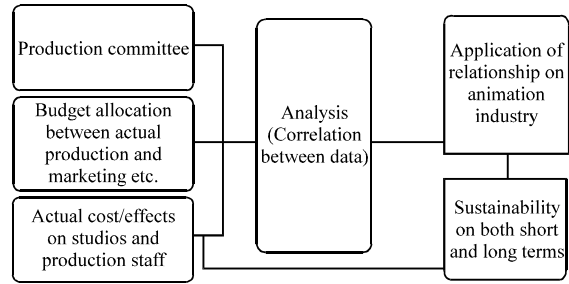 Production committee
Budget allocation
between actual
production and
marketing etc.
Actual cost/effects
on studios and
production staff
Analysis
(Correlation
between data)
Application of
relationship on
animation
industry
Sustainability
on both short
and long terms